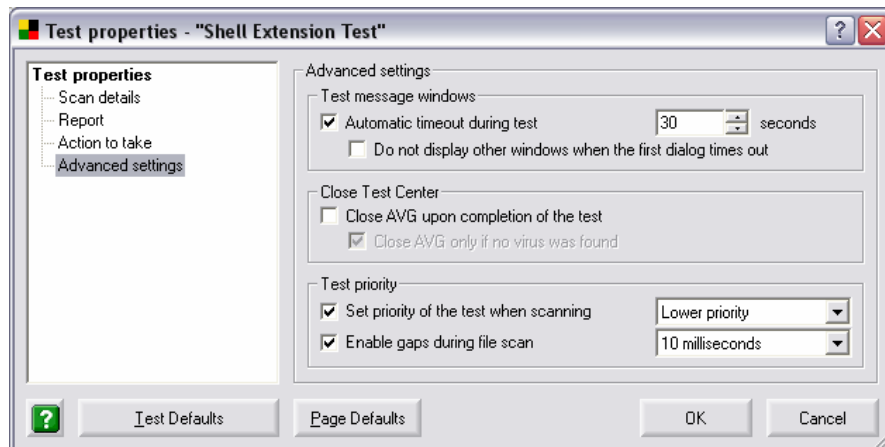 Test properties - "Shell Extension Test"
?
Test properties
Scan details
Report
Action to take
Advanced settings
Advanced settings
Test message windows
Automatic timeout during test 30 seconds
Do not display other windows when the first dialog times out
Close Test Center
Close AVG upon completion of the test
Close AVG only if no virus was found
Test priority
Set priority of the test when scanning Lower priority
Enable gaps during file scan 10 milliseconds
? Test Defaults Page Defaults OK Cancel